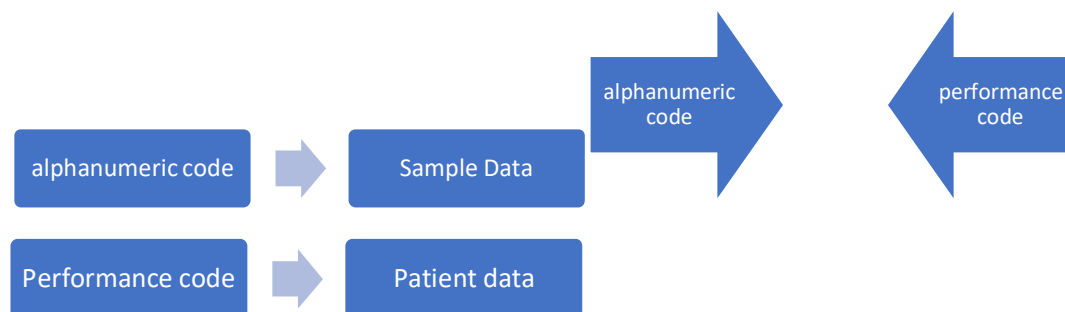 alphanumeric code
Sample Data
Performance code
Patient data
alphanumeric
code
performance
code